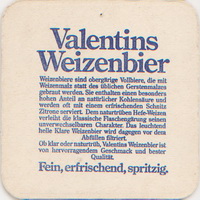 Valentins
Weizenbier
Weizenbiere sind obergärige Vollbiere, die mit
Weizenmalz statt des üblichen Gerstenmalzes
gebraut werden. Sie enthalten einen besonders
hohen Anteil an natürlicher Kohlensäure und
werden oft mit einem erfrischenden Scheitz
Zitrone serviert. Dem naturtrüben Hefe-Weizen
verleiht die klassische Flaschengärung seinen
unverwechselbaren Charakter. Das leuchtend
helle Klare Weizenbier wird dagegen vor dem
Abfüllen filtriert.
Ob klar oder naturtrüb, Valentins Weizenbier ist
von hervorragendem Geschmack und bester
Qualität.
Fein, erfrischend, spritzig.